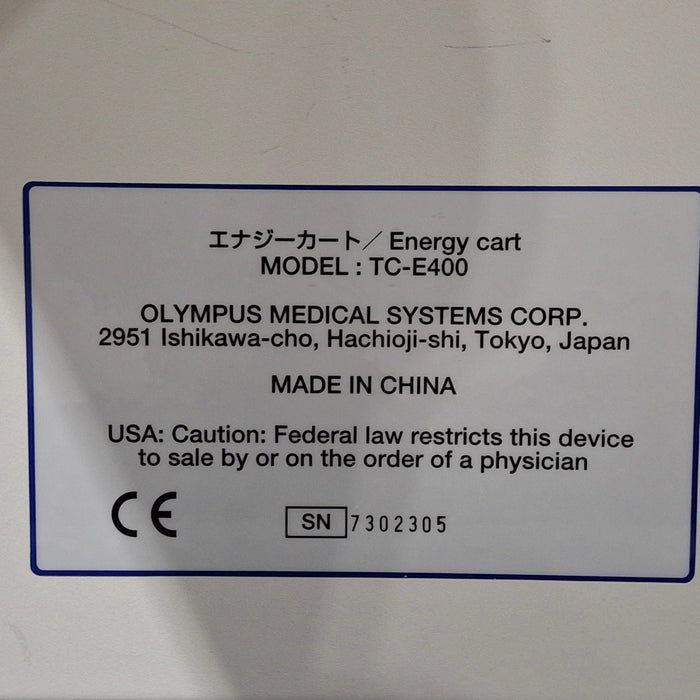 エナジーカート／ Energy cart
MODEL : TC-E400
OLYMPUS MEDICAL SYSTEMS CORP.
2951 Ishikawa-cho, Hachioji-shi, Tokyo, Japan
MADE IN CHINA
USA: Caution: Federal law restricts this device
to sale by or on the order of a physician
CE SN 7302305